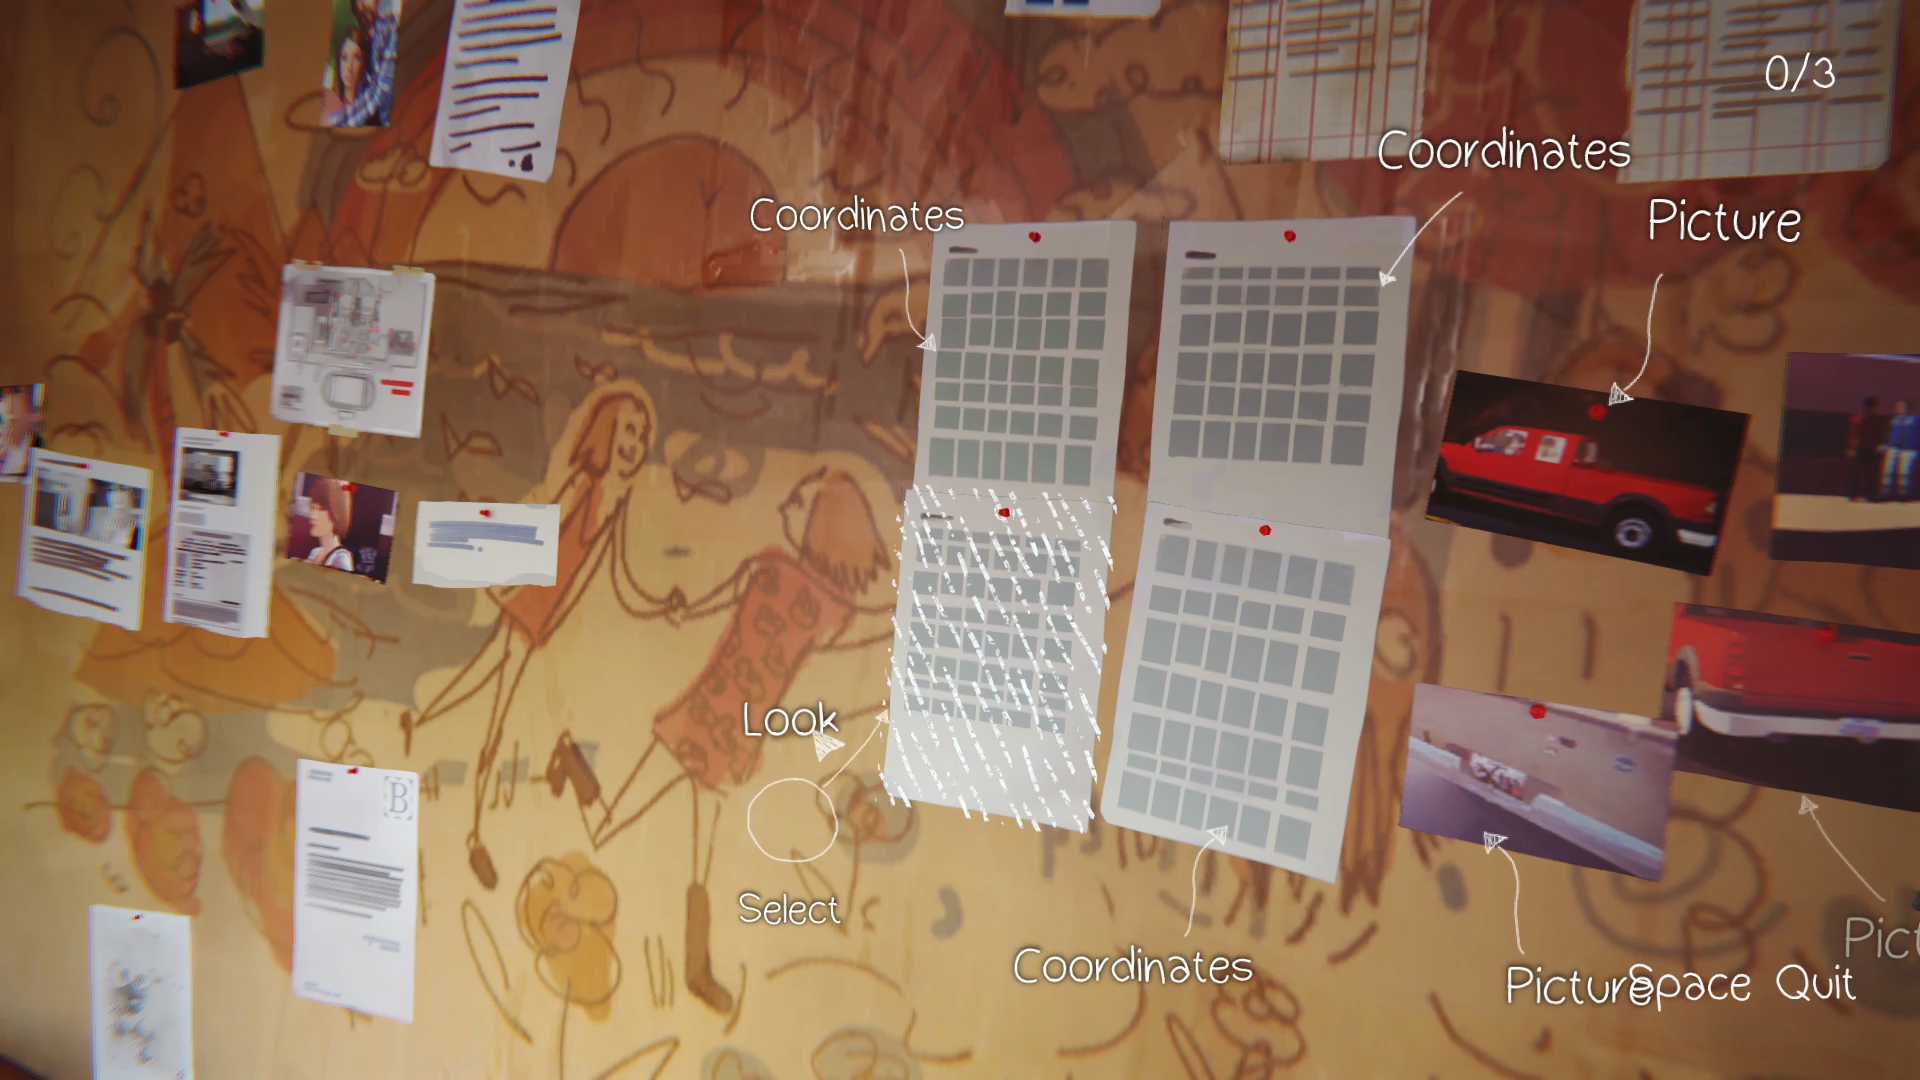 0/3
Coordinates
Picture
Coordinates
Look
Select
Coordinates
Picture
Space Quit
Pict
B